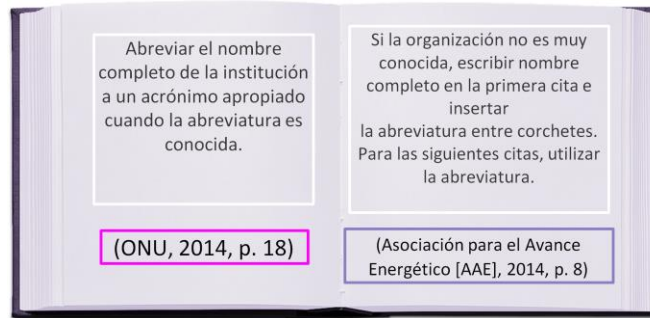 Abreviar el nombre
completo de la institución
a un acrónimo apropiado
cuando la abreviatura es
conocida.
(ONU, 2014, p. 18)
Si la organización no es muy
conocida, escribir nombre
completo en la primera cita e
insertar
la abreviatura entre corchetes.
Para las siguientes citas, utilizar
la abreviatura.
(Asociación para el Avance
Energético [AAE], 2014, p. 8)